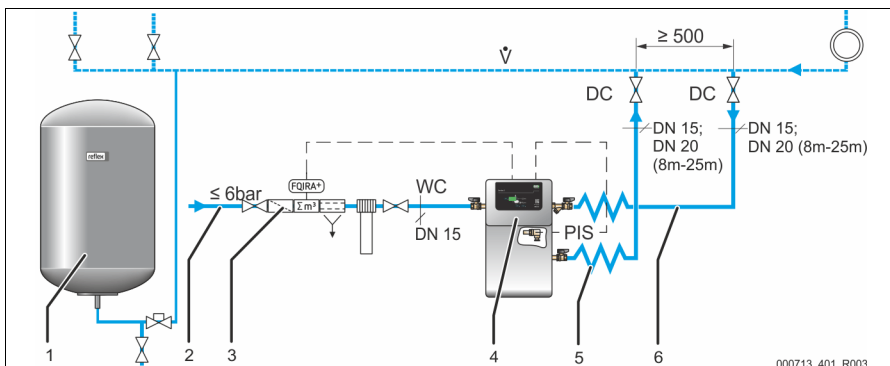 ≥ 500
V̇
DC
DC
reflex
DN 15;
DN 20
(8m-25m)
DN 15;
DN 20 (8m-25m)
≤ 6bar
FQIRA+
Σ m³
WC
DN 15
PIS
1
2
3
4
5
6
000713_401_R003